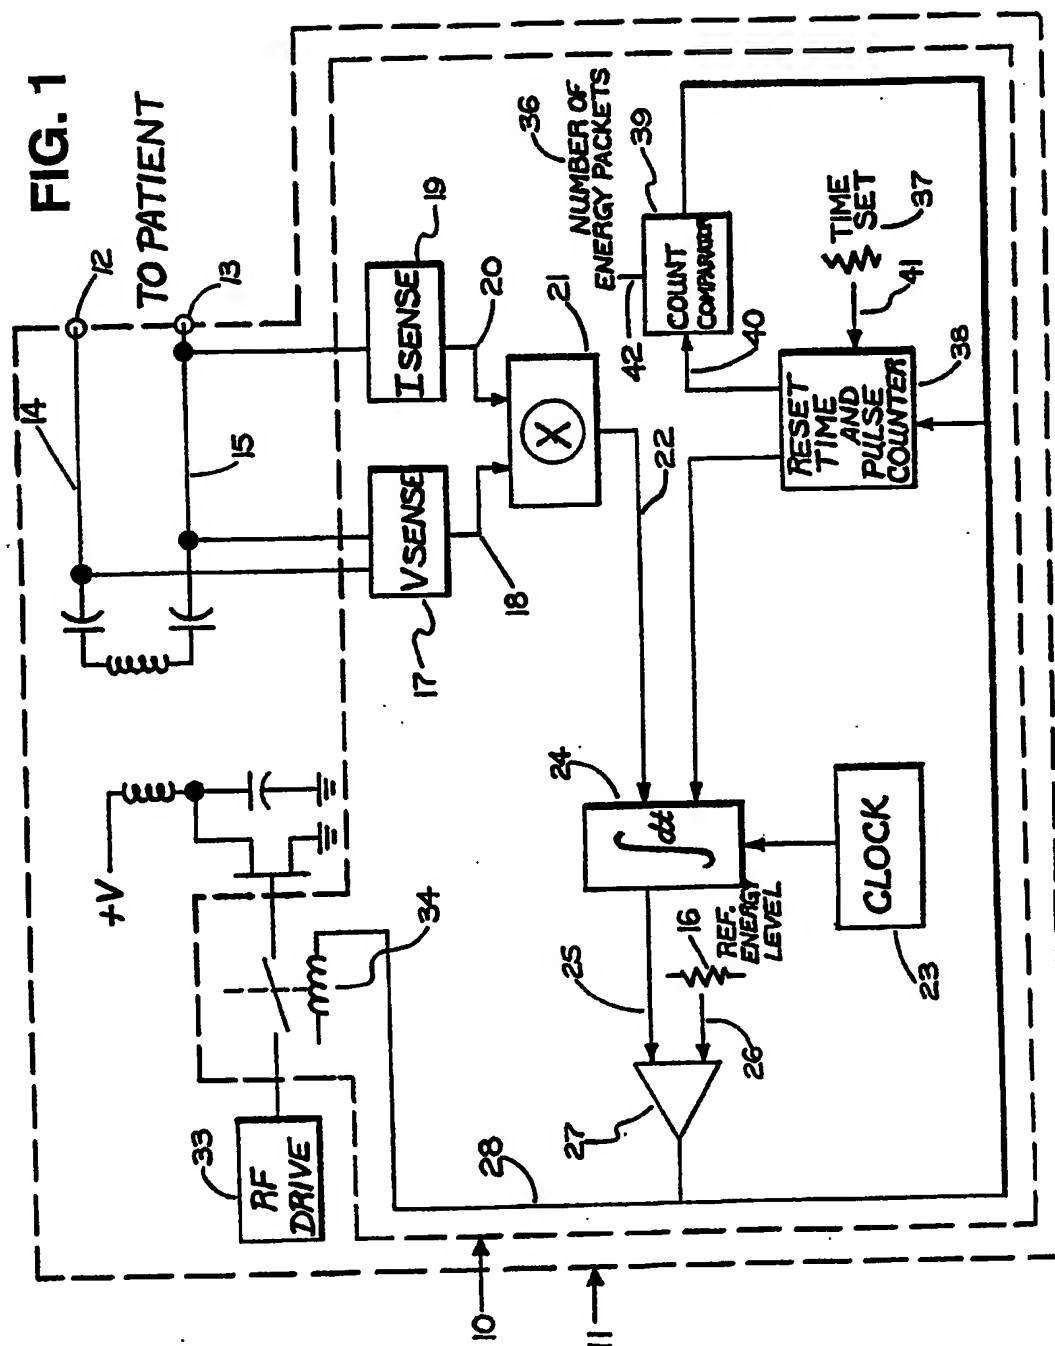 FIG. 1
TO PATIENT
12
13
14
15
+V
34
33
RF
DRIVE
28
10
11
I SENSE
19
20
V SENSE
17
18
X
21
22
36
NUMBER OF
ENERGY PACKETS
42
39
COUNT
COMPARATOR
40
TIME
SET
37
41
RESET
TIME
AND
PULSE
COUNTER
38
24
∫dt
25
16
REF.
ENERGY
LEVEL
26
27
CLOCK
23